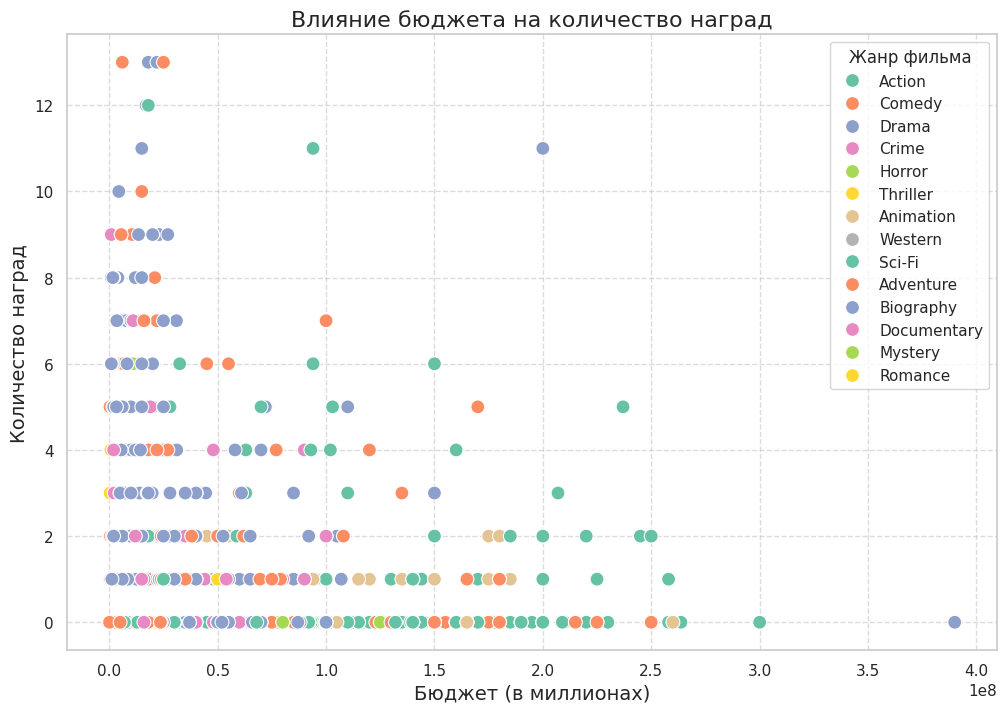 Влияние бюджета на количество наград
Количество наград
12
10
8
6
4
2
0
0.0 0.5 1.0 1.5 2.0 2.5 3.0 3.5 4.0
1e8
Бюджет (в миллионах)
Жанр фильма
Action
Comedy
Drama
Crime
Horror
Thriller
Animation
Western
Sci-Fi
Adventure
Biography
Documentary
Mystery
Romance